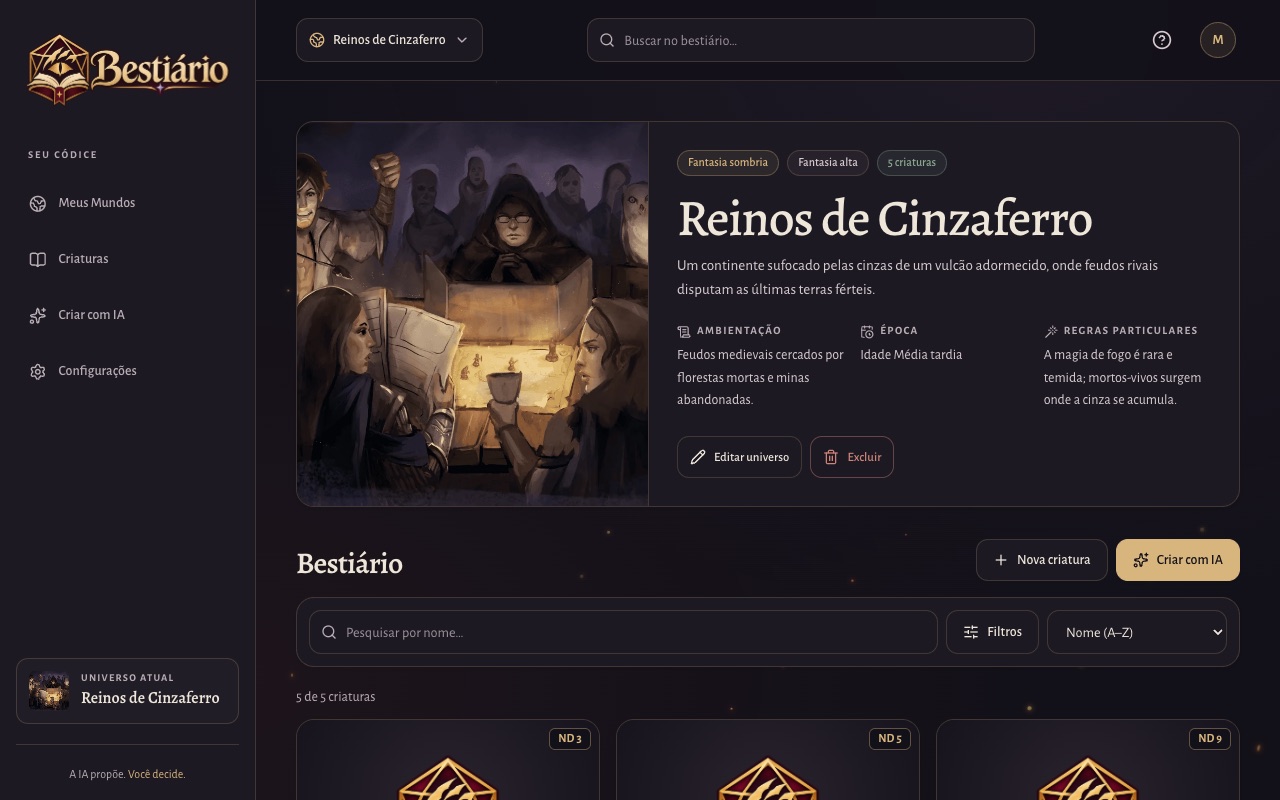 Bestiário
SEU CÓDICE
Meus Mundos
Criaturas
Criar com IA
Configurações
UNIVERSO ATUAL
Reinos de Cinzaferro
A IA propõe. Você decide.
Reinos de Cinzaferro
Buscar no bestiário...
M
Fantasia sombria
Fantasia alta
5 criaturas
Reinos de Cinzaferro
Um continente sufocado pelas cinzas de um vulcão adormecido, onde feudos rivais
disputam as últimas terras férteis.
AMBIENTAÇÃO
Feudos medievais cercados por
florestas mortas e minas
abandonadas.
ÉPOCA
Idade Média tardia
REGRAS PARTICULARES
A magia de fogo é rara e
temida; mortos-vivos surgem
onde a cinza se acumula.
Editar universo
Excluir
Bestiário
Nova criatura
Criar com IA
Pesquisar por nome...
Filtros
Nome (A–Z)
5 de 5 criaturas
ND 3
ND 5
ND 9